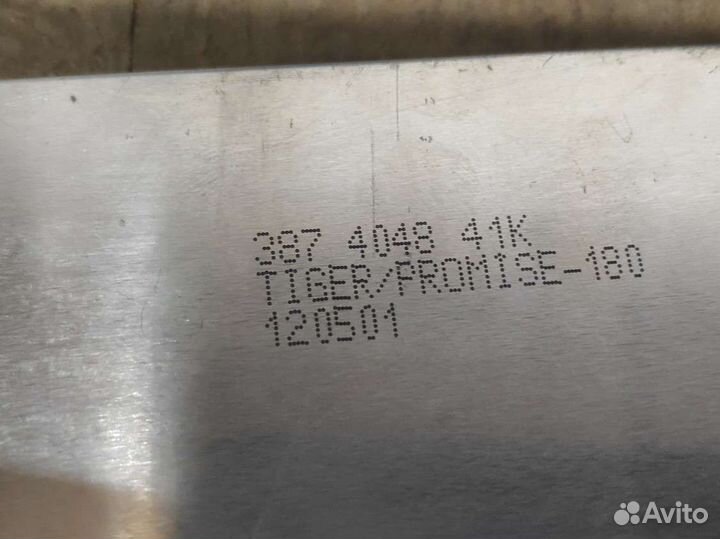 387 4048 41K
TIGER/PROMISE-180
120501
Avito